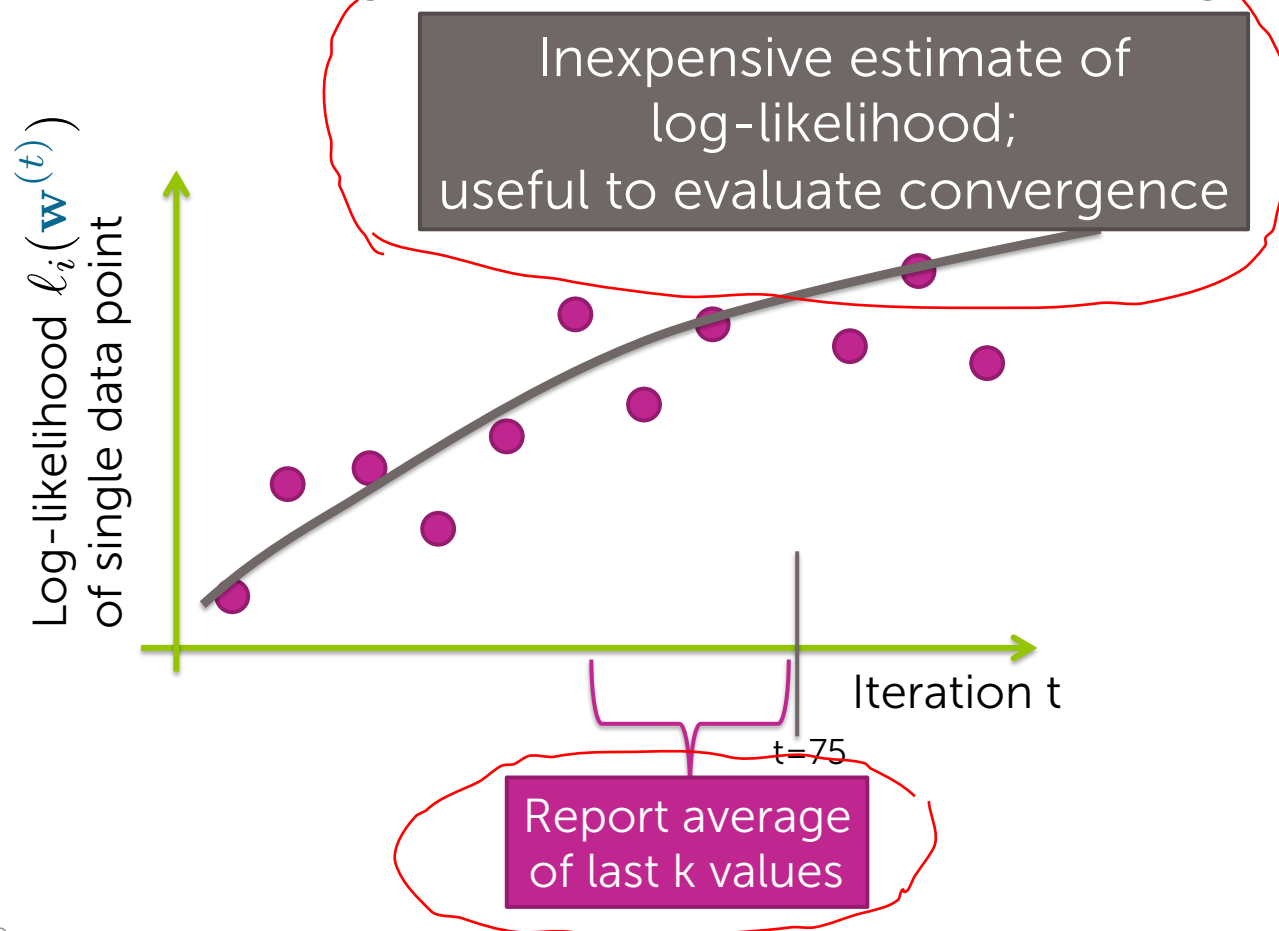 Inexpensive estimate of
log-likelihood;
useful to evaluate convergence
Log-likelihood ℓᵢ(w⁽ᵗ⁾)
of single data point
Iteration t
t=75
Report average
of last k values